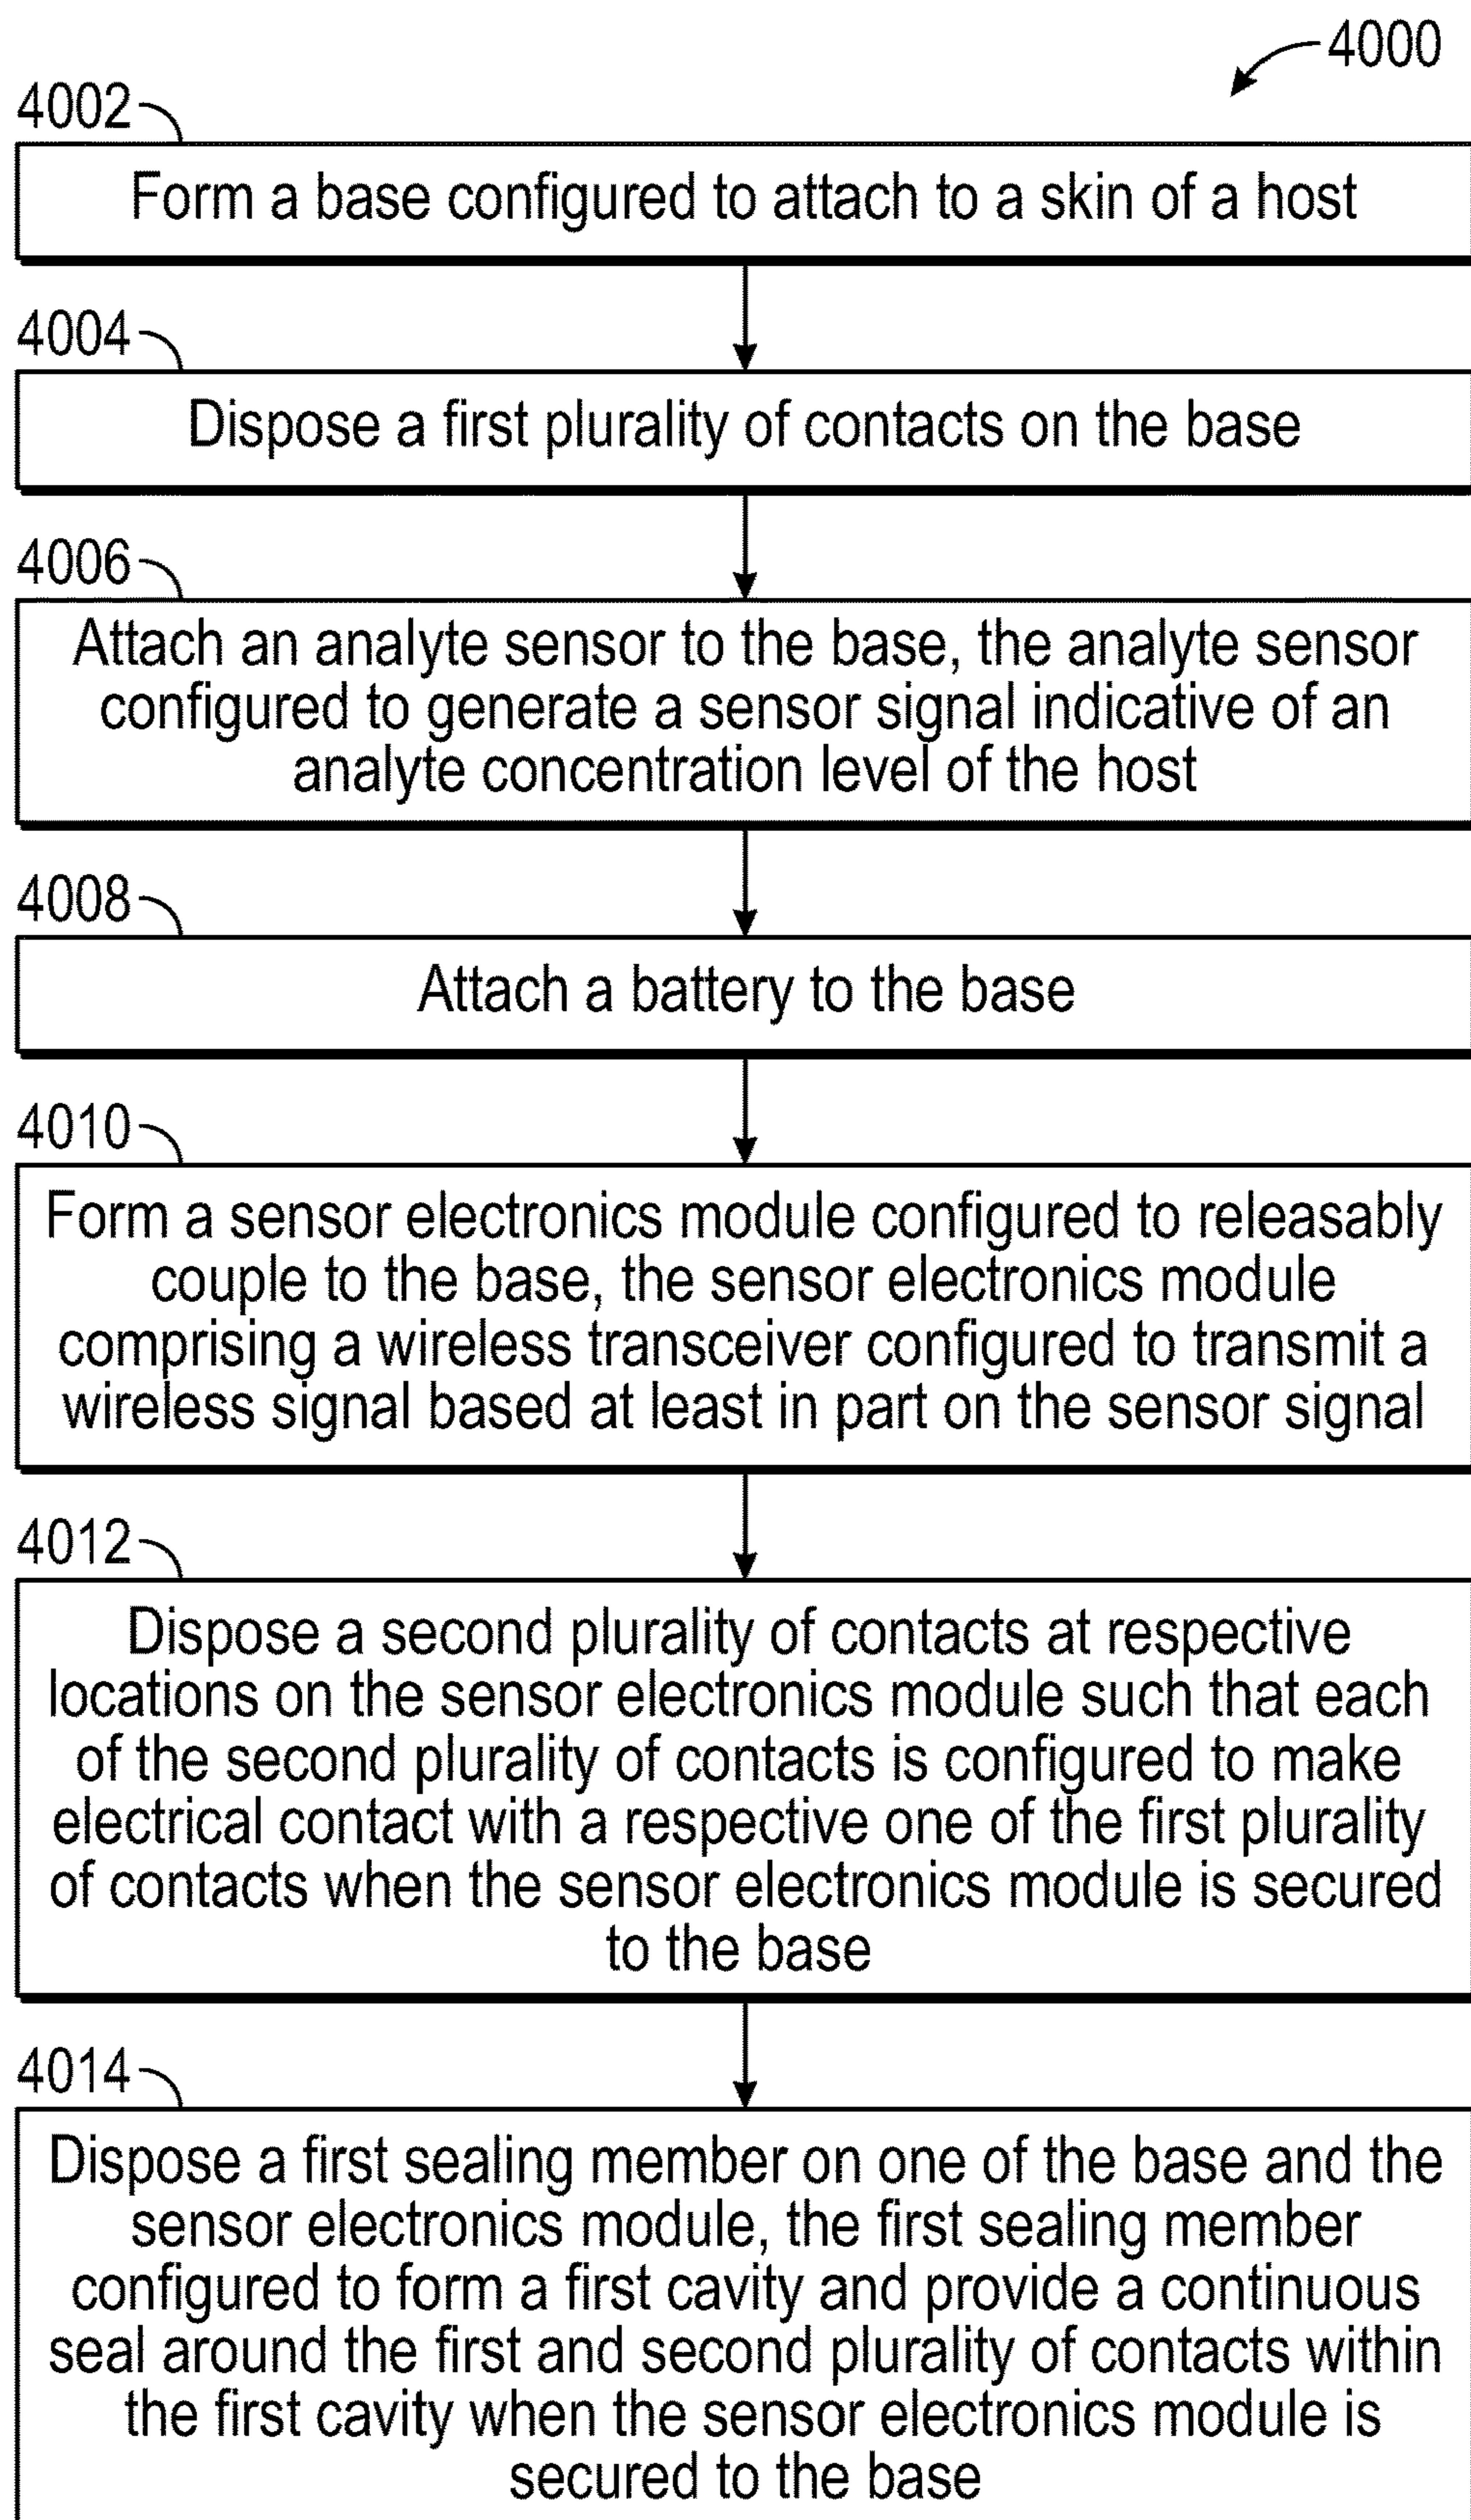 4000
4002
Form a base configured to attach to a skin of a host
4004
Dispose a first plurality of contacts on the base
4006
Attach an analyte sensor to the base, the analyte sensor
configured to generate a sensor signal indicative of an
analyte concentration level of the host
4008
Attach a battery to the base
4010
Form a sensor electronics module configured to releasably
couple to the base, the sensor electronics module
comprising a wireless transceiver configured to transmit a
wireless signal based at least in part on the sensor signal
4012
Dispose a second plurality of contacts at respective
locations on the sensor electronics module such that each
of the second plurality of contacts is configured to make
electrical contact with a respective one of the first plurality
of contacts when the sensor electronics module is secured
to the base
4014
Dispose a first sealing member on one of the base and the
sensor electronics module, the first sealing member
configured to form a first cavity and provide a continuous
seal around the first and second plurality of contacts within
the first cavity when the sensor electronics module is
secured to the base